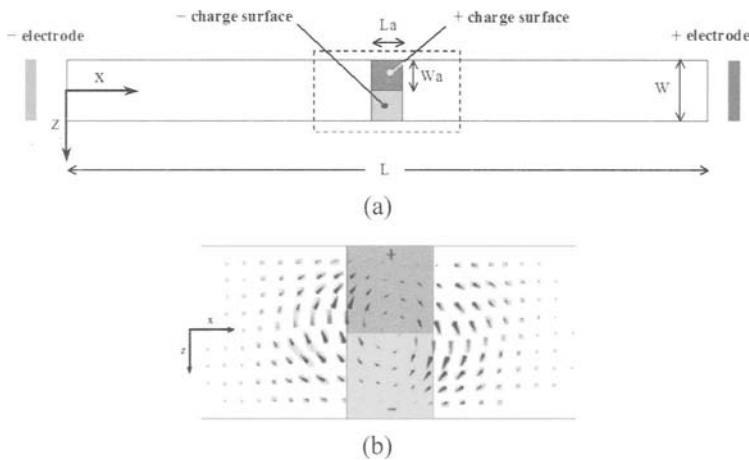 − charge surface
La
+ charge surface
− electrode
+ electrode
X
Wa
W
Z
L
(a)
+
x
z
−
(b)